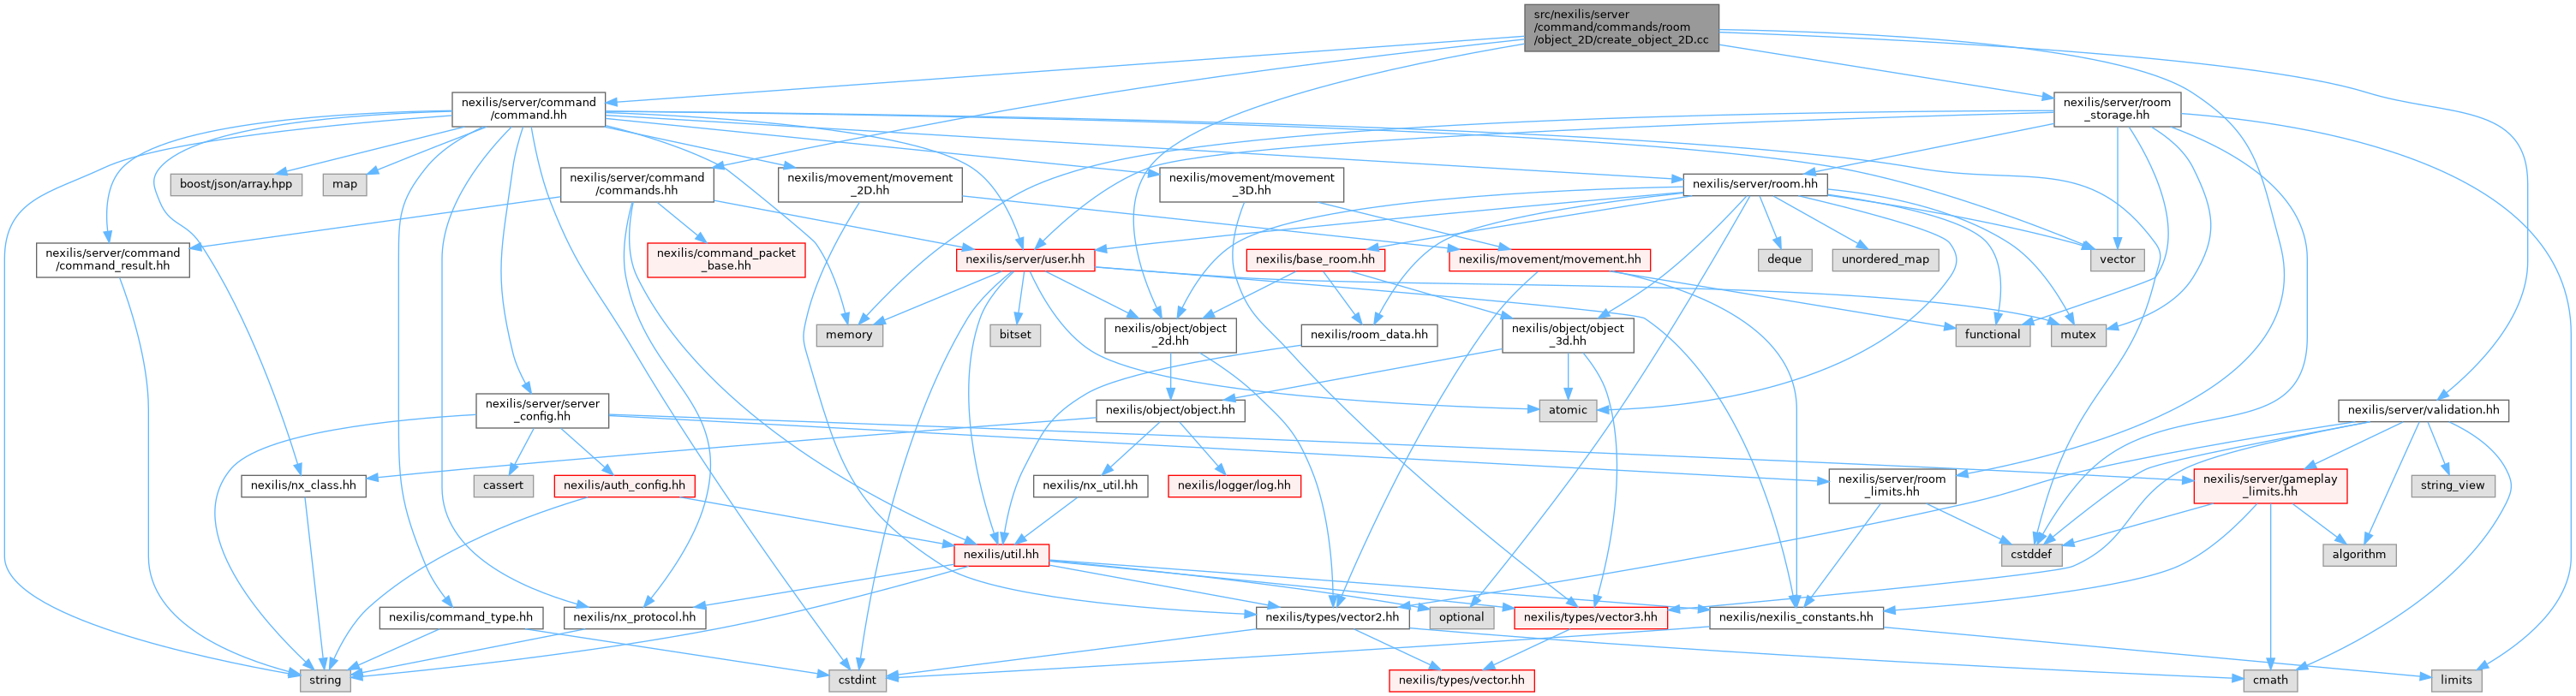 src/nexilis/server
/command/commands/room
/object_2D/create_object_2D.cc
nexilis/server/command
/command.hh
nexilis/server/room
_storage.hh
boost/json/array.hpp
map
nexilis/server/command
/commands.hh
nexilis/movement/movement
_2D.hh
nexilis/movement/movement
_3D.hh
nexilis/server/room.hh
nexilis/server/command
/command_result.hh
nexilis/command_packet
_base.hh
nexilis/server/user.hh
nexilis/base_room.hh
nexilis/movement/movement.hh
deque
unordered_map
vector
memory
bitset
nexilis/object/object
_2d.hh
nexilis/room_data.hh
nexilis/object/object
_3d.hh
functional
mutex
nexilis/server/server
_config.hh
nexilis/object/object.hh
atomic
nexilis/server/validation.hh
nexilis/nx_class.hh
cassert
nexilis/auth_config.hh
nexilis/nx_util.hh
nexilis/logger/log.hh
nexilis/server/room
_limits.hh
nexilis/server/gameplay
_limits.hh
string_view
nexilis/util.hh
cstddef
algorithm
nexilis/command_type.hh
nexilis/nx_protocol.hh
nexilis/types/vector2.hh
optional
nexilis/types/vector3.hh
nexilis/nexilis_constants.hh
string
cstdint
nexilis/types/vector.hh
cmath
limits